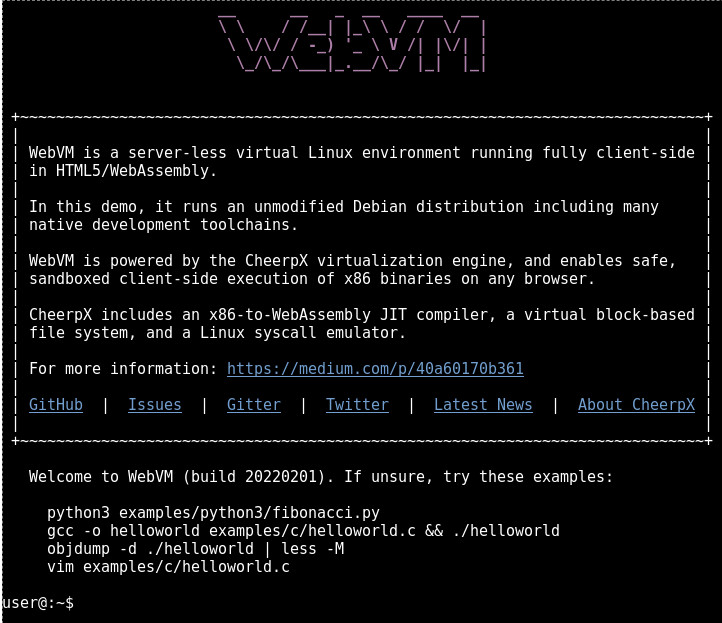 WebVM
WebVM is a server-less virtual Linux environment running fully client-side
in HTML5/WebAssembly.
In this demo, it runs an unmodified Debian distribution including many
native development toolchains.
WebVM is powered by the CheerpX virtualization engine, and enables safe,
sandboxed client-side execution of x86 binaries on any browser.
CheerpX includes an x86-to-WebAssembly JIT compiler, a virtual block-based
file system, and a Linux syscall emulator.
For more information: https://medium.com/p/40a60170b361
GitHub | Issues | Gitter | Twitter | Latest News | About CheerpX
Welcome to WebVM (build 20220201). If unsure, try these examples:
python3 examples/python3/fibonacci.py
gcc -o helloworld examples/c/helloworld.c && ./helloworld
objdump -d ./helloworld | less -M
vim examples/c/helloworld.c
user@:~$